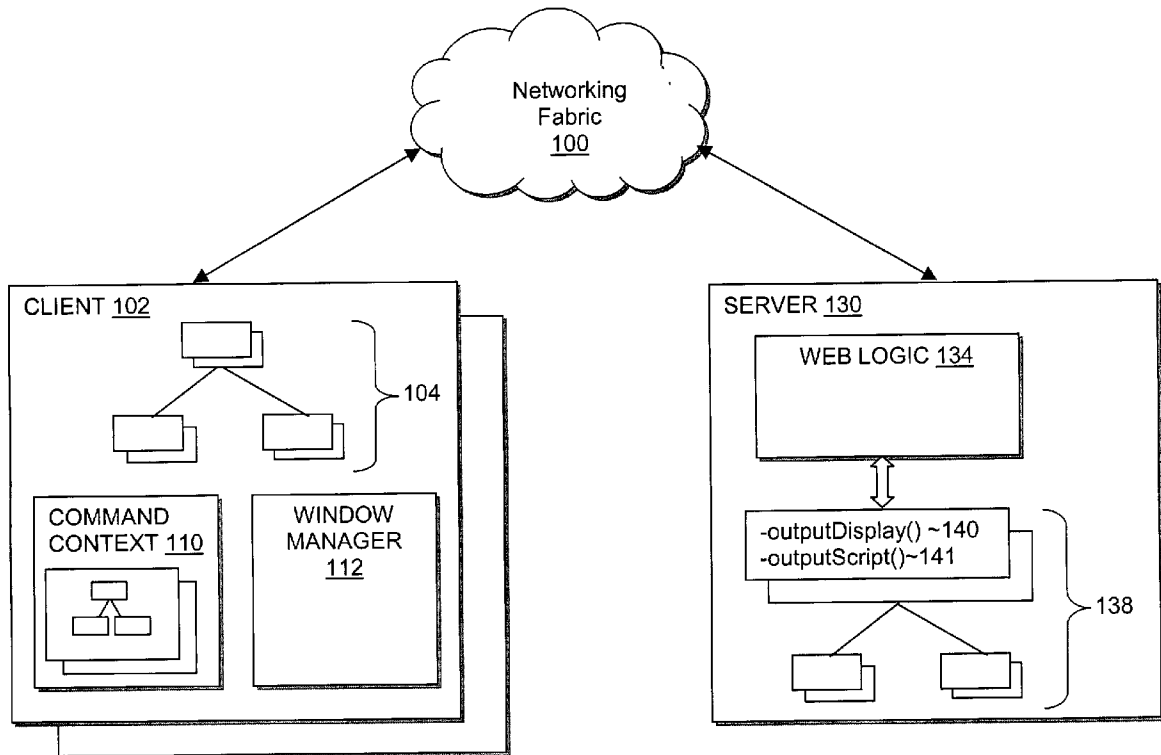 Networking
Fabric
100
CLIENT 102
104
COMMAND
CONTEXT 110
WINDOW
MANAGER
112
SERVER 130
WEB LOGIC 134
-outputDisplay() ~140
-outputScript()~141
138